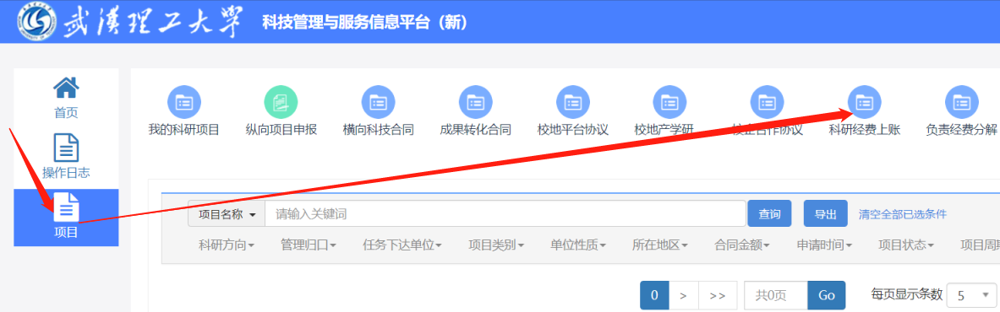 武汉理工大学 科技管理与服务信息平台（新）
首页
操作日志
项目
我的科研项目 纵向项目申报 横向科技合同 成果转化合同 校地平台协议 校地产学研 校企合作协议 科研经费上账 负责经费分解
项目名称 请输入关键词 查询 导出 清空全部已选条件
科研方向 管理归口 任务下达单位 项目类别 单位性质 所在地区 合同金额 申请时间 项目状态 项目周期
0 > >> 共0页 Go 每页显示条数 5